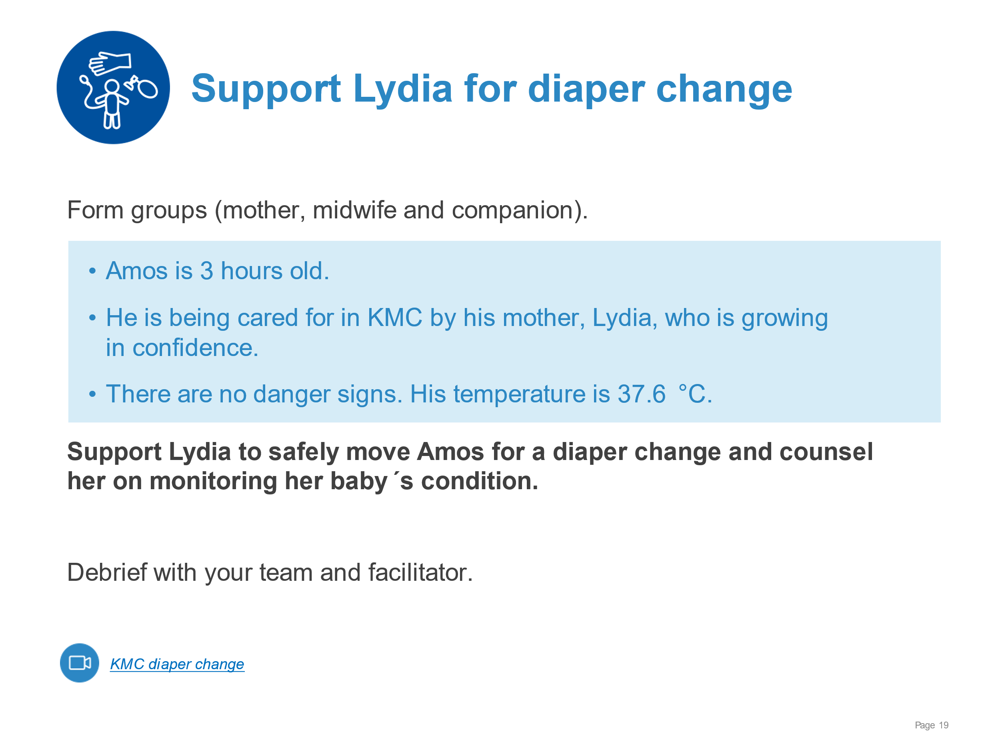 Support Lydia for diaper change
Form groups (mother, midwife and companion).
• Amos is 3 hours old.
• He is being cared for in KMC by his mother, Lydia, who is growing
in confidence.
• There are no danger signs. His temperature is 37.6 °C.
Support Lydia to safely move Amos for a diaper change and counsel
her on monitoring her baby ´s condition.
Debrief with your team and facilitator.
KMC diaper change
Page 19